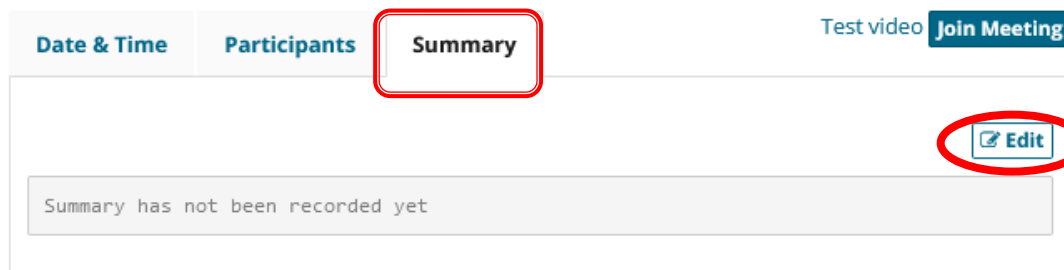 Date & Time Participants Summary Test video Join Meeting
Edit
Summary has not been recorded yet